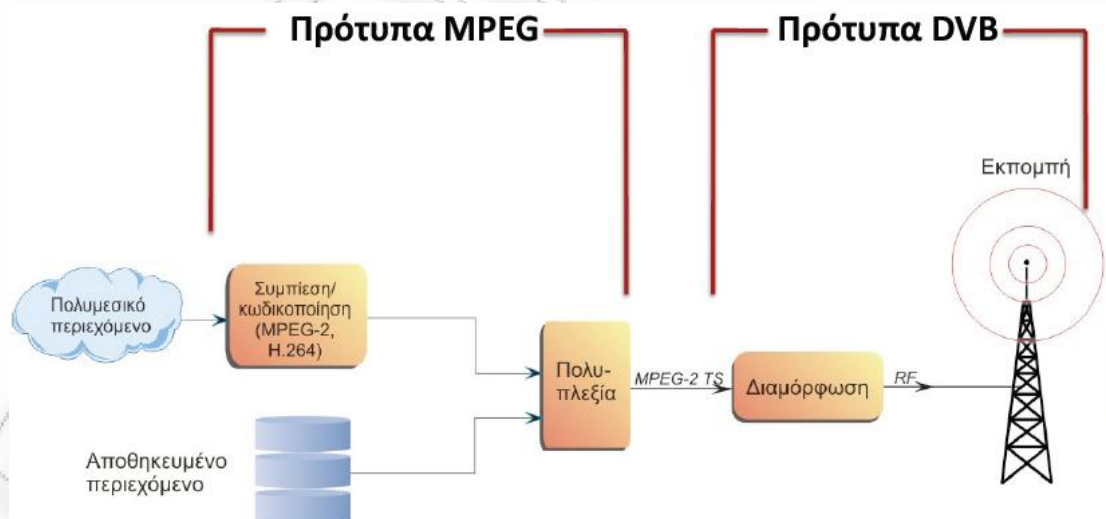 Πρότυπα MPEG
Πρότυπα DVB
Εκπομπή
Πολυμεσικό
περιεχόμενο
Συμπίεση/
κωδικοποίηση
(MPEG-2,
H.264)
Πολυ-
πλεξία
MPEG-2 TS
Διαμόρφωση
RF
Αποθηκευμένο
περιεχόμενο